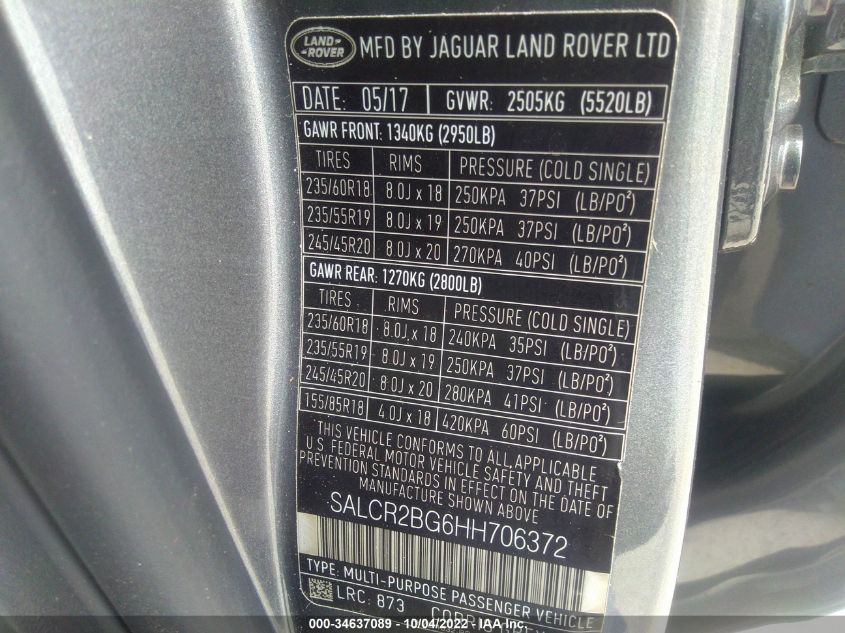 LAND-
-ROVER
MFD BY JAGUAR LAND ROVER LTD
DATE: 05/17 GVWR: 2505KG (5520LB)
GAWR FRONT: 1340KG (2950LB)
TIRES RIMS PRESSURE (COLD SINGLE)
235/60R18 8.0J x 18 250KPA 37PSI (LB/PO²)
235/55R19 8.0J x 19 250KPA 37PSI (LB/PO²)
245/45R20 8.0J x 20 270KPA 40PSI (LB/PO²)
GAWR REAR: 1270KG (2800LB)
TIRES RIMS PRESSURE (COLD SINGLE)
235/60R18 8.0J x 18 240KPA 35PSI (LB/PO²)
235/55R19 8.0J x 19 250KPA 37PSI (LB/PO²)
245/45R20 8.0J x 20 280KPA 41PSI (LB/PO²)
155/85R18 4.0J x 18 420KPA 60PSI (LB/PO²)
THIS VEHICLE CONFORMS TO ALL APPLICABLE
U.S. FEDERAL MOTOR VEHICLE SAFETY AND THEFT
PREVENTION STANDARDS IN EFFECT ON THE DATE OF
MANUFACTURE SHOWN ABOVE.
SALCR2BG6HH706372
TYPE: MULTI-PURPOSE PASSENGER VEHICLE
LRC: 873
000-34637089 - 10/04/2022 - IAA Inc.